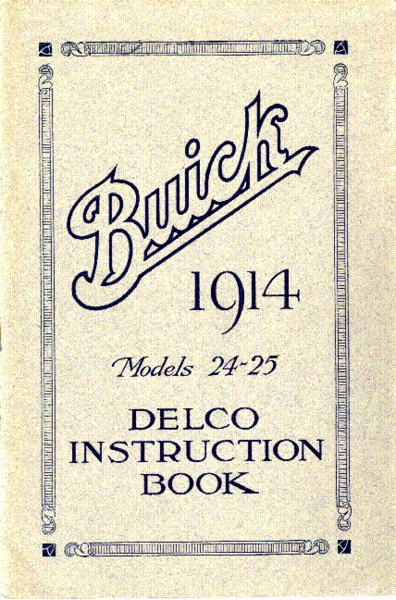 Buick
1914
Models 24-25
DELCO
INSTRUCTION
BOOK